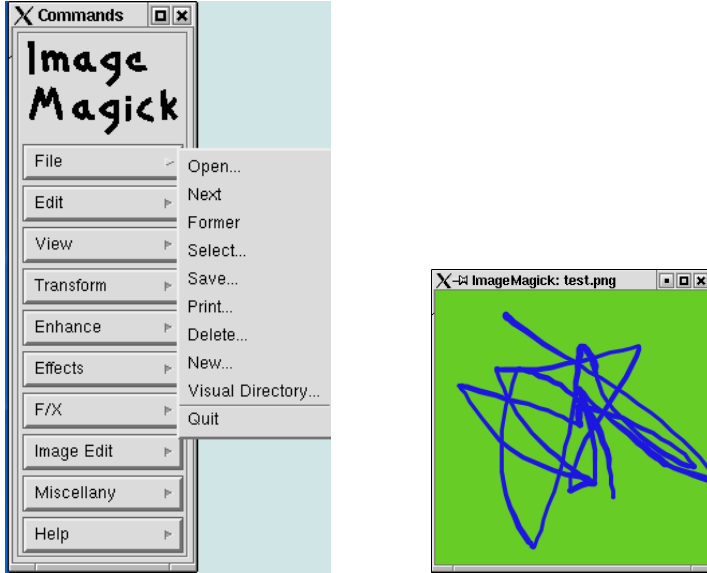 Commands
Image
Magick
File
Edit
View
Transform
Enhance
Effects
F/X
Image Edit
Miscellany
Help
Open...
Next
Former
Select...
Save...
Print...
Delete...
New...
Visual Directory...
Quit
ImageMagick: test.png